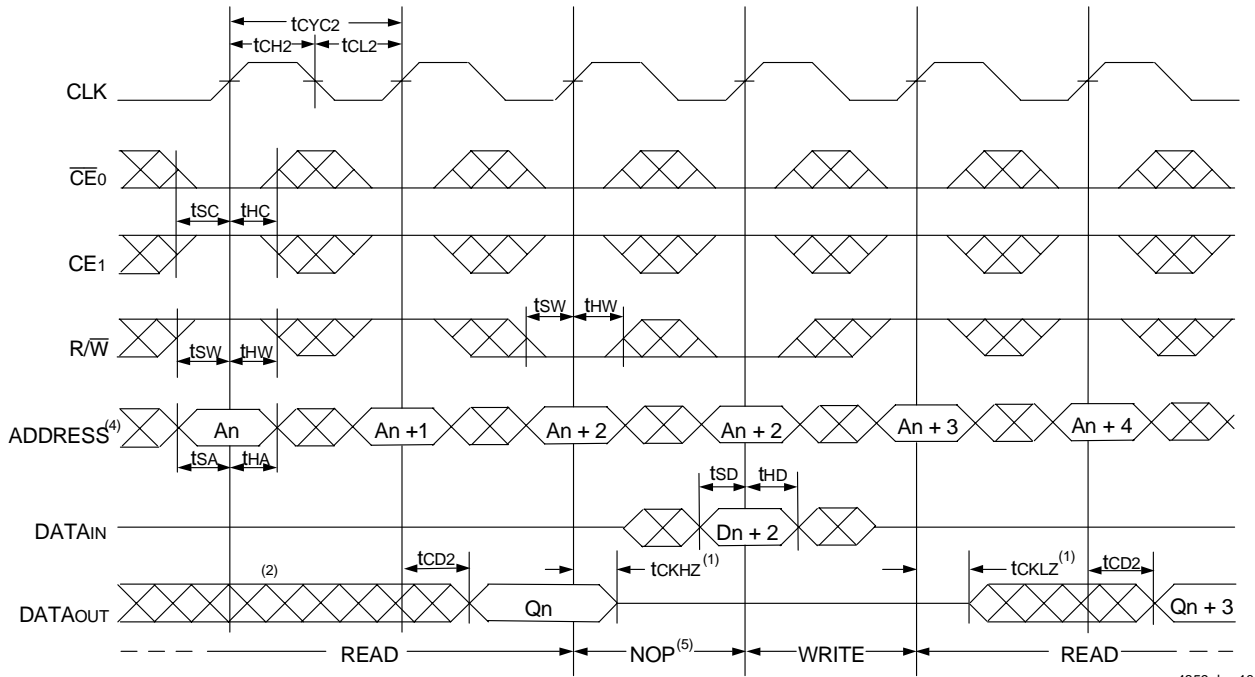 tCYC2
tCH2 tCL2
CLK
CE0
tSC tHC
CE1
tSW tHW
R/W
tSW tHW
ADDRESS(4) An An +1 An + 2 An + 2 An + 3 An + 4
tSA tHA
tSD tHD
DATAIN Dn + 2
(2) tCD2 tCKHZ(1) tCKLZ(1) tCD2
DATAOUT Qn Qn + 3
READ NOP(5) WRITE READ